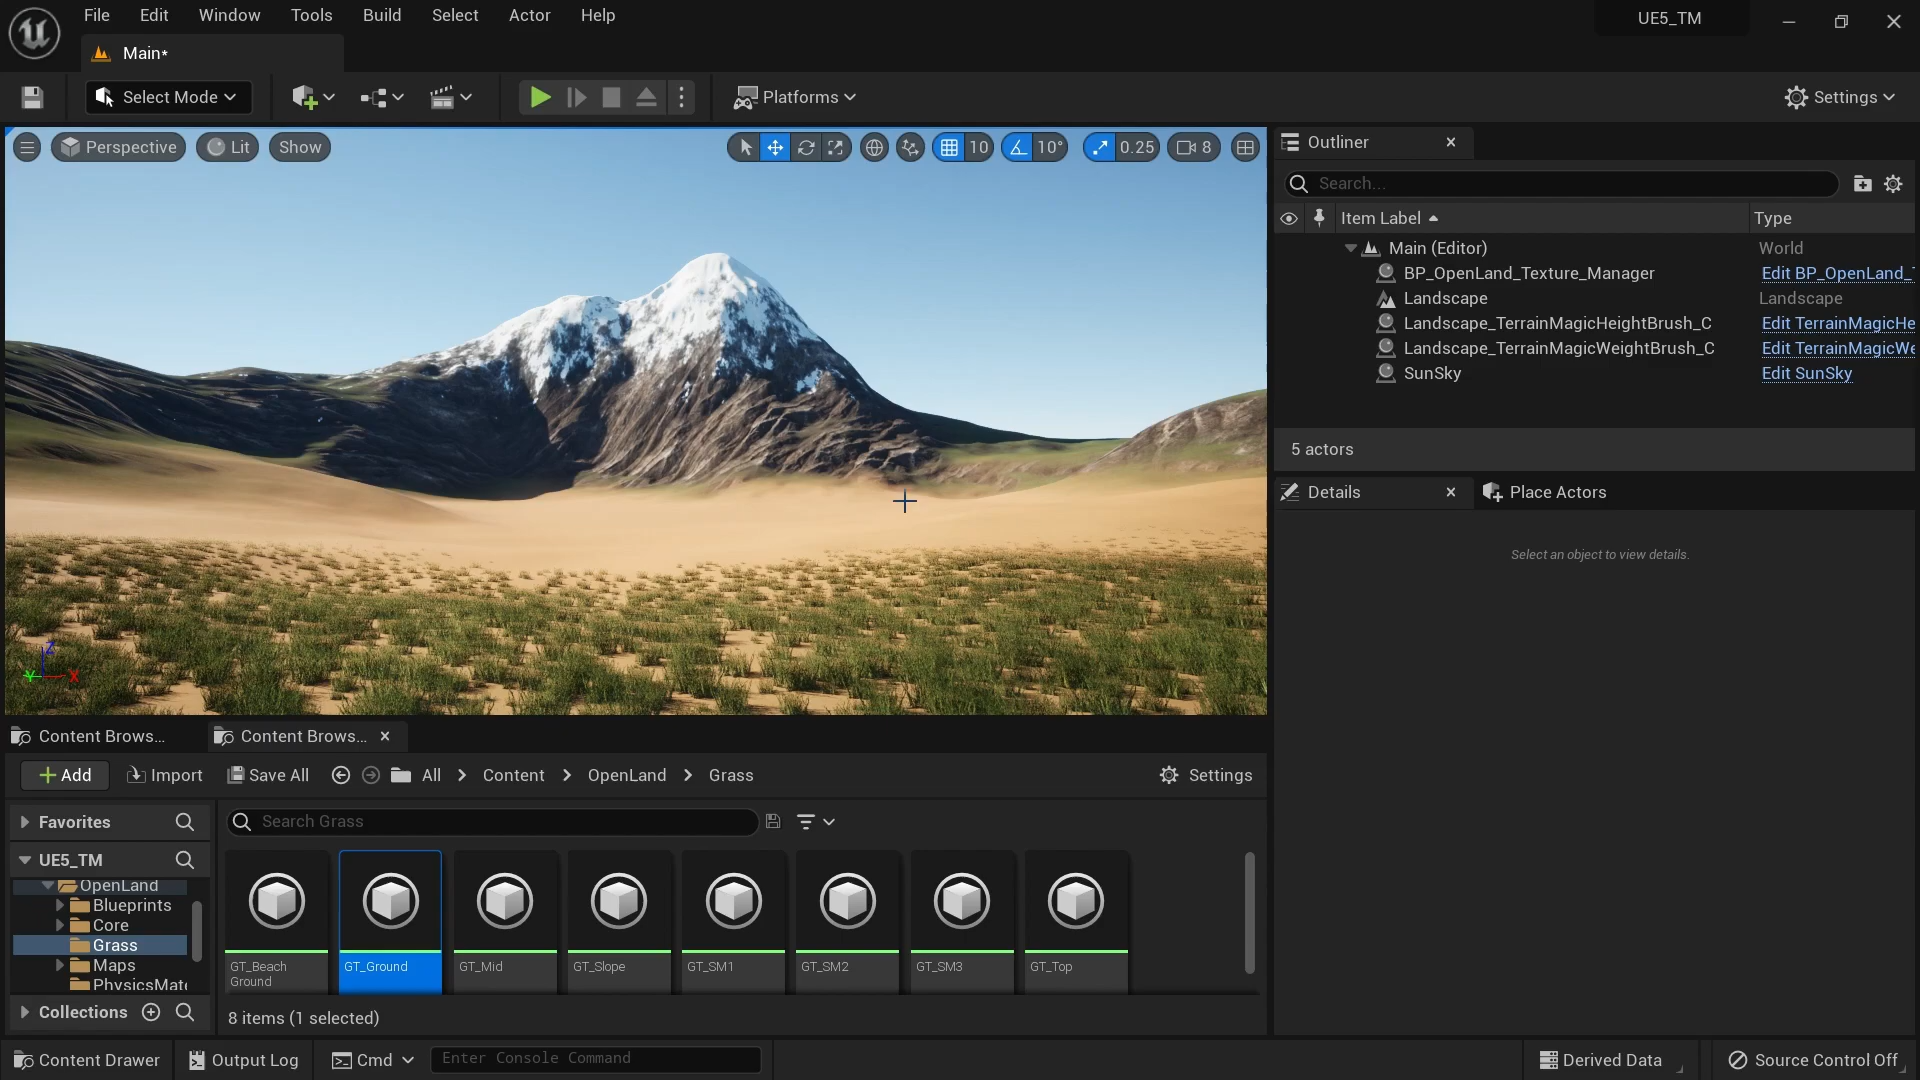 File Edit Window Tools Build Select Actor Help
UE5_TM
Main*
Select Mode
Platforms
Settings
Perspective
Lit
Show
10
10°
0.25
8
Z
Y
X
Outliner
Search...
Item Label
Type
Main (Editor)
World
BP_OpenLand_Texture_Manager
Edit BP_OpenLand_
Landscape
Landscape
Landscape_TerrainMagicHeightBrush_C
Edit TerrainMagicHe
Landscape_TerrainMagicWeightBrush_C
Edit TerrainMagicWe
SunSky
Edit SunSky
5 actors
Details
Place Actors
Select an object to view details.
Content Brows...
Content Brows...
Add
Import
Save All
All > Content > OpenLand > Grass
Settings
Favorites
UE5_TM
OpenLand
Blueprints
Core
Grass
Maps
PhysicsMate
Collections
Search Grass
GT_Beach
Ground
GT_Ground
GT_Mid
GT_Slope
GT_SM1
GT_SM2
GT_SM3
GT_Top
8 items (1 selected)
Content Drawer
Output Log
Cmd
Enter Console Command
Derived Data
Source Control Off